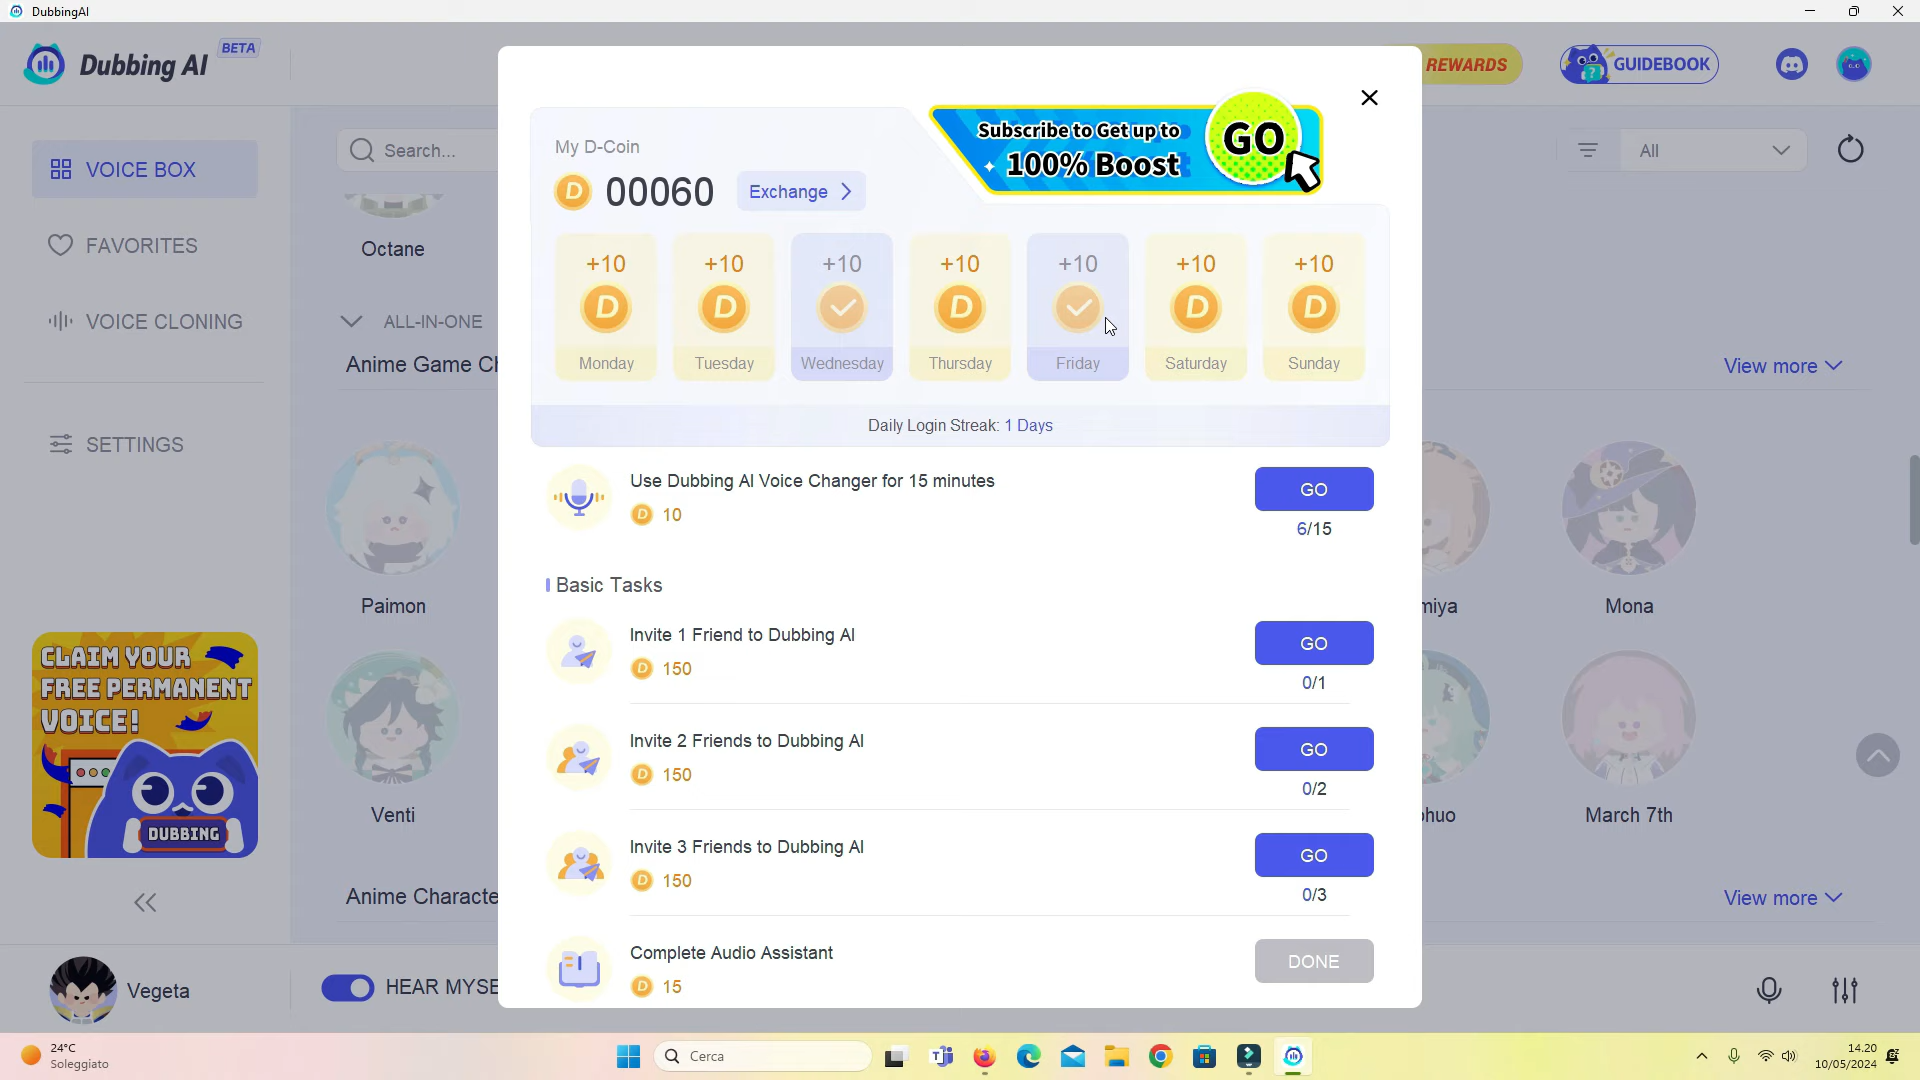 DubbingAI
Dubbing AI BETA
REWARDS
GUIDEBOOK
VOICE BOX
FAVORITES
VOICE CLONING
SETTINGS
CLAIM YOUR
FREE PERMANENT
VOICE!
DUBBING
Search...
All
Octane
ALL-IN-ONE
Anime Game Ch
View more
Paimon
miya
Mona
Venti
ohuo
March 7th
Anime Characte
View more
My D-Coin
D 00060 Exchange
Subscribe to Get up to
100% Boost
GO
+10 +10 +10 +10 +10 +10 +10
D D D D D
Monday Tuesday Wednesday Thursday Friday Saturday Sunday
Daily Login Streak: 1 Days
Use Dubbing AI Voice Changer for 15 minutes
D 10
GO
6/15
Basic Tasks
Invite 1 Friend to Dubbing AI
D 150
GO
0/1
Invite 2 Friends to Dubbing AI
D 150
GO
0/2
Invite 3 Friends to Dubbing AI
D 150
GO
0/3
Complete Audio Assistant
D 15
DONE
Vegeta
HEAR MYSE
24°C
Soleggiato
Cerca
14.20
10/05/2024